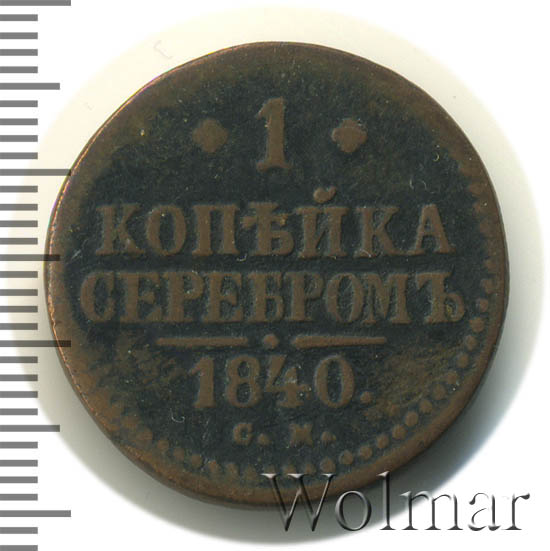 1
КОПѢЙКА
СЕРЕБРОМЪ
1840.
С. М.
Wolmar